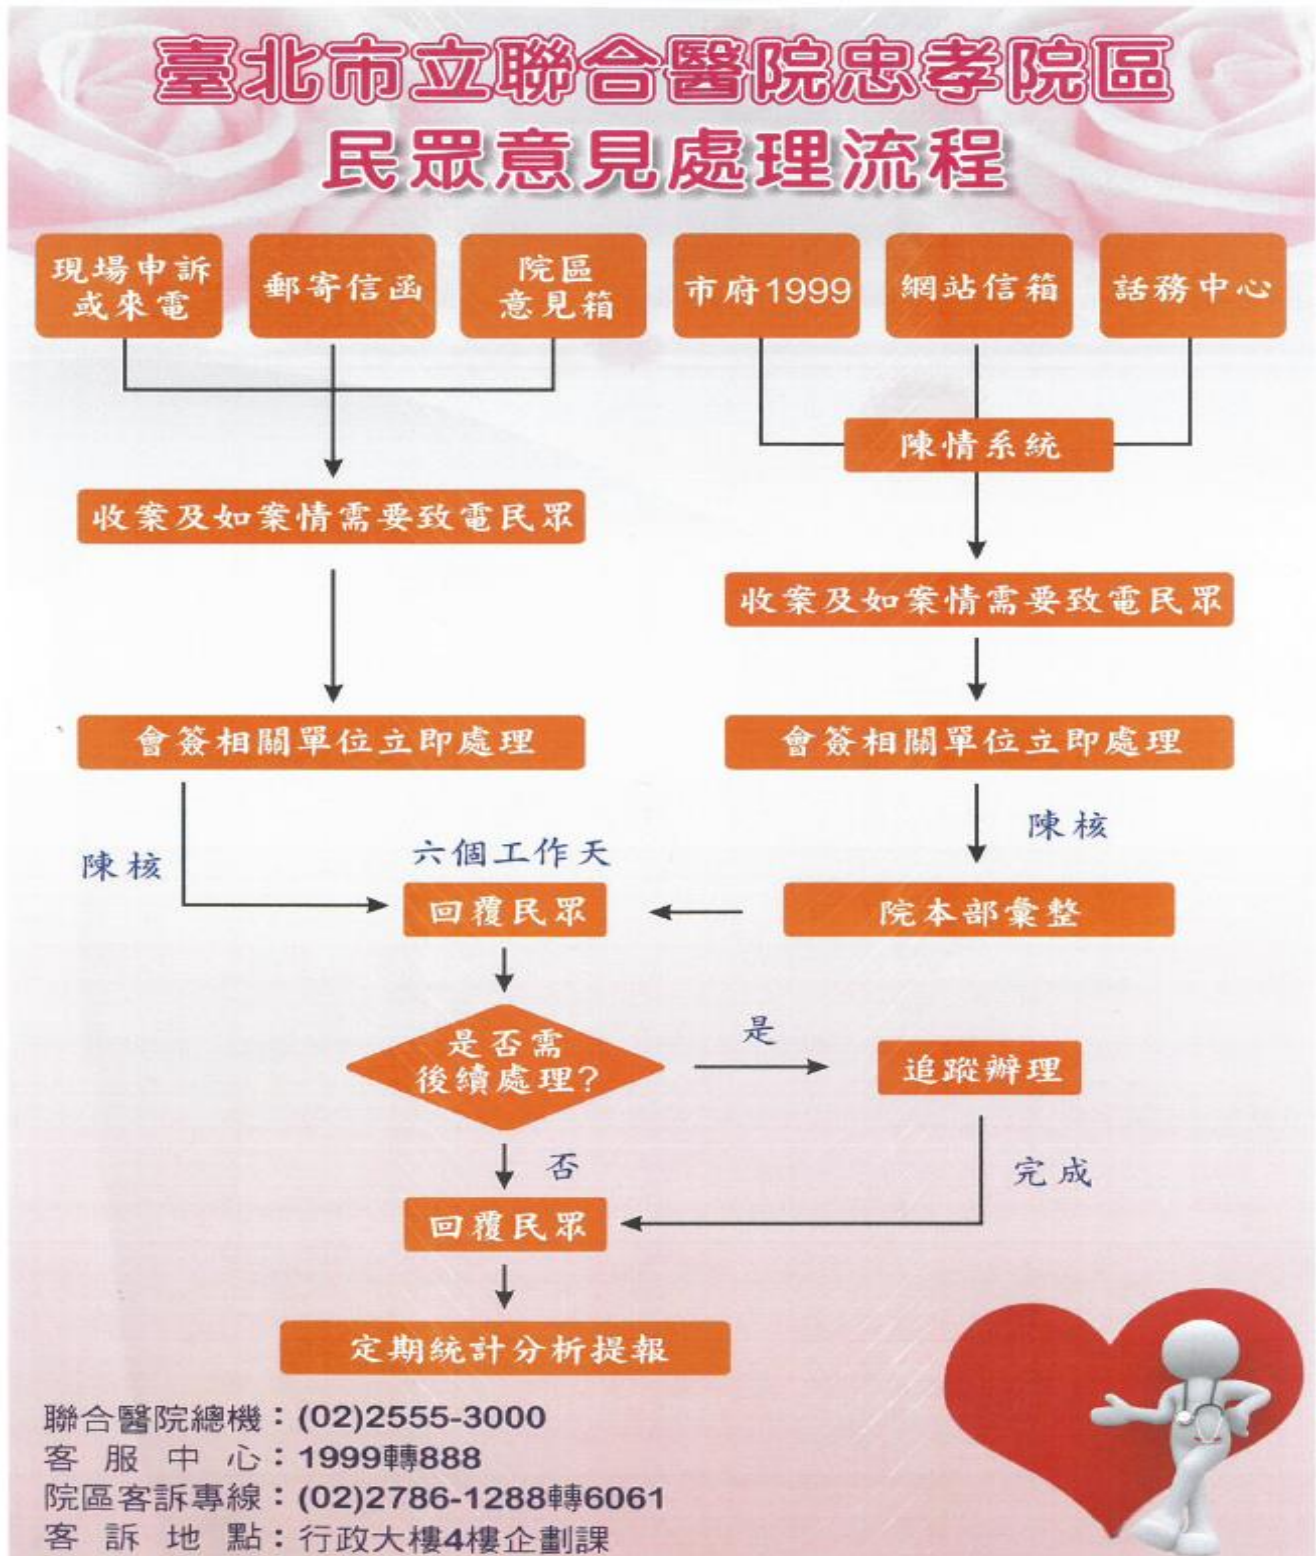 臺北市立聯合醫院忠孝院區
民眾意見處理流程
現場申訴
或來電
郵寄信函
院區
意見箱
市府1999
網站信箱
話務中心
陳情系統
收案及如案情需要致電民眾
收案及如案情需要致電民眾
會簽相關單位立即處理
會簽相關單位立即處理
陳核
六個工作天
陳核
回覆民眾
院本部彙整
是否需
後續處理?
是
追蹤辦理
否
完成
回覆民眾
定期統計分析提報
聯合醫院總機：(02)2555-3000
客服中心：1999轉888
院區客訴專線：(02)2786-1288轉6061
客訴地點：行政大樓4樓企劃課